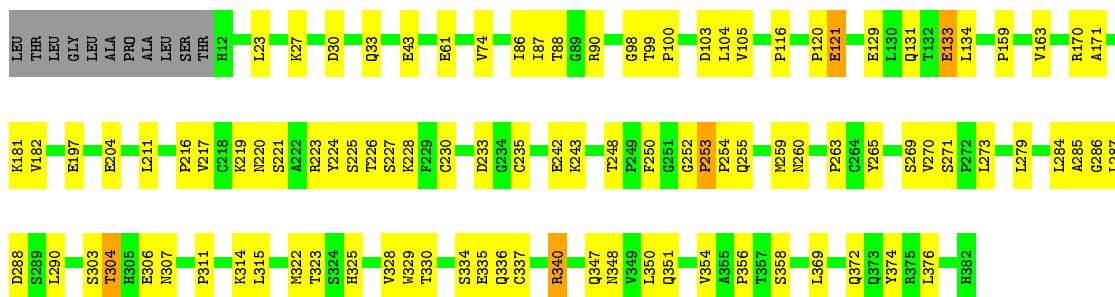 LEU THR LEU GLY LEU ALA PRO ALA LEU SER THR H12 L23 K27 D30 Q33 E43 E61 V74 I86 I87 T88 G89 R90 G98 T99 P100 D103 L104 V105 P116 P120 E121 E129 L130 Q131 T132 E133 L134 P159 V163 R170 A171
K181 V182 E197 E204 L211 P216 V217 C218 K219 N220 S221 A222 R223 Y224 S225 T226 S227 K228 F229 C230 D233 G234 C235 E242 K243 T248 P249 F250 G251 G252 P253 P254 Q255 M259 N260 P263 C264 Y265 S269 V270 S271 P272 L273 L279 L284 A285 G286
D288 S289 L290 S303 T304 H305 E306 N307 P311 K314 L315 M322 T323 S324 H325 V328 W329 T330 S334 E335 Q336 C337 R340 Q347 N348 V349 L350 Q351 V354 A355 P356 T357 S358 L369 Q372 Q373 Y374 R375 L376 H382